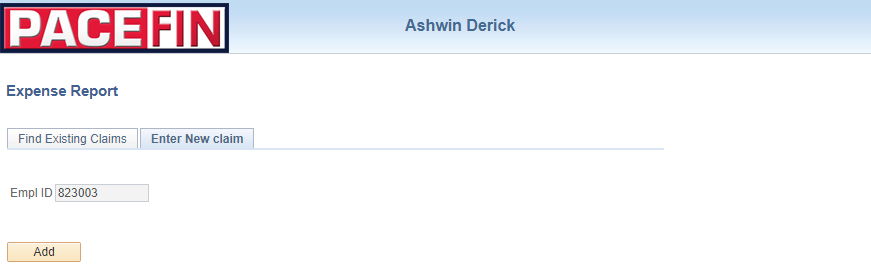 PACEFIN
Ashwin Derick
Expense Report
Find Existing Claims Enter New claim
Empl ID 823003
Add